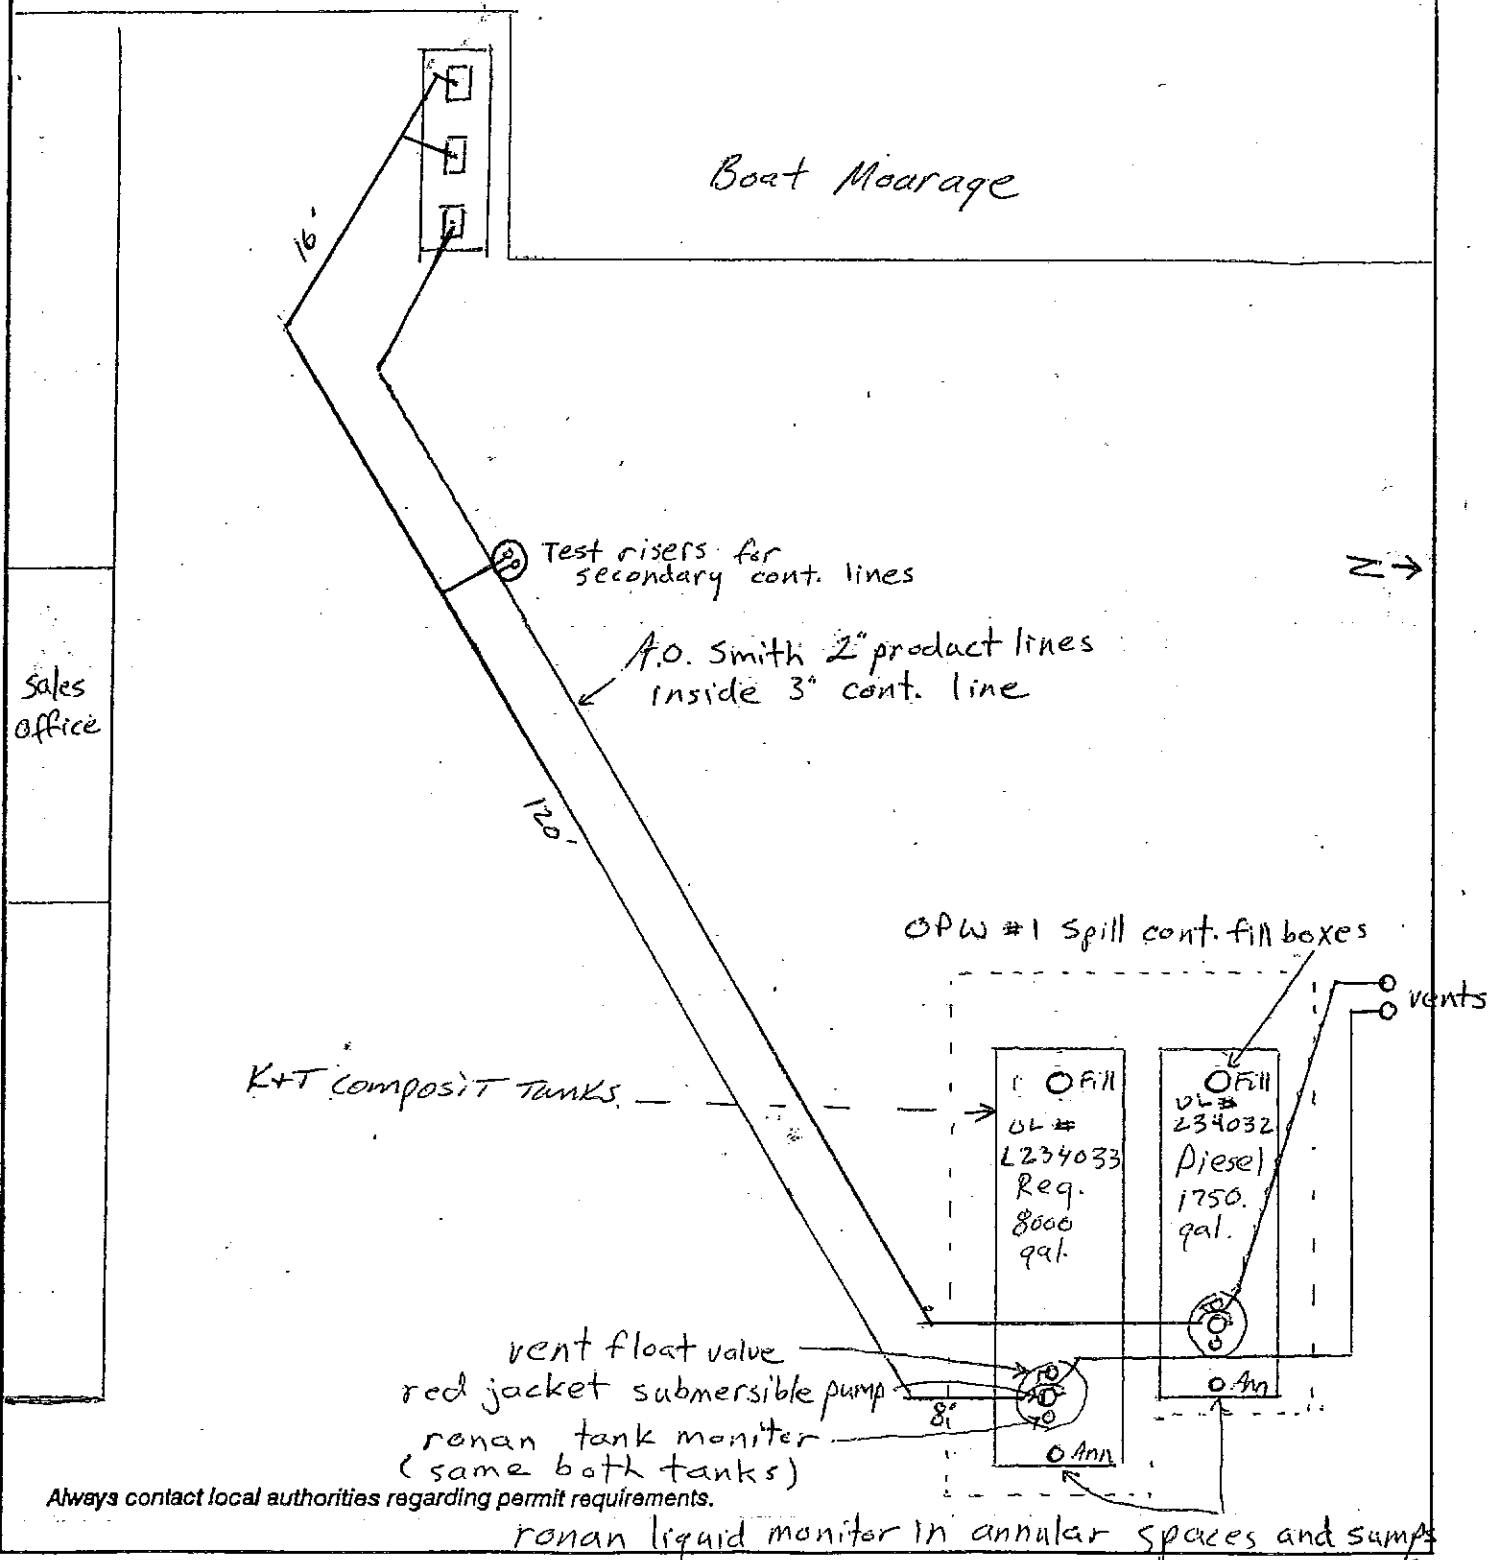 Boat Moarage
16'
Test risers for
secondary cont. lines
N
A.O. Smith 2" product lines
inside 3" cont. line
Sales
office
120'
OPW #1 Spill cont. fill boxes
vents
K+T composiT Tanks
Fill
UL #
L234033
Reg.
8000
gal.
Fill
UL #
234032
Diesel
1750.
gal.
vent float valve
red jacket submersible pump
8'
ronan tank moniter
(same both tanks)
Ann
An
Always contact local authorities regarding permit requirements.
ronan liquid monitor in annular spaces and sumps